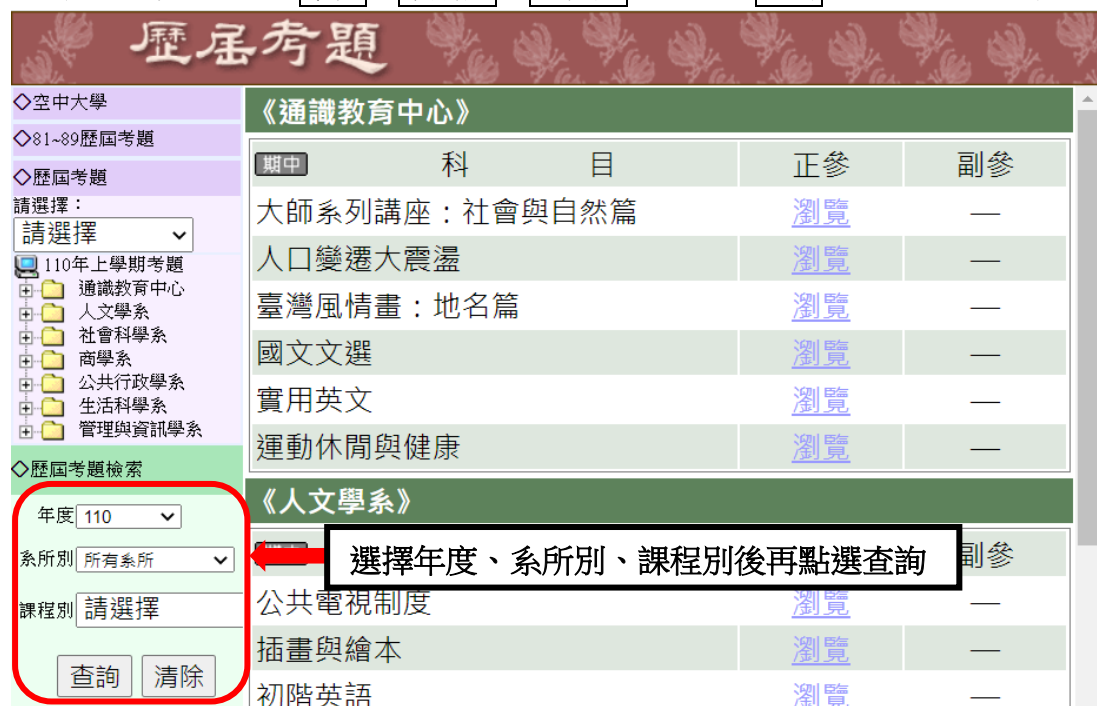 歷屆考題
◇空中大學
◇81~89歷屆考題
◇歷屆考題
請選擇：
請選擇
110年上學期考題
通識教育中心
人文學系
社會科學系
商學系
公共行政學系
生活科學系
管理與資訊學系
◇歷屆考題檢索
年度 110
系所別 所有系所
課程別 請選擇
查詢 清除
《通識教育中心》
期中 科 目 正參 副參
大師系列講座：社會與自然篇 瀏覽 —
人口變遷大震盪 瀏覽 —
臺灣風情畫：地名篇 瀏覽 —
國文文選 瀏覽 —
實用英文 瀏覽 —
運動休閒與健康 瀏覽 —
《人文學系》
副參
選擇年度、系所別、課程別後再點選查詢
公共電視制度 瀏覽 —
插畫與繪本 瀏覽 —
初階英語 瀏覽 —